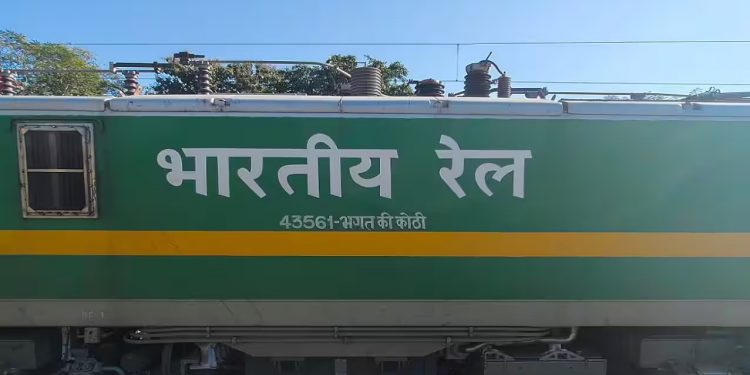 भारतीय रेल
43561-भगत की कोठी